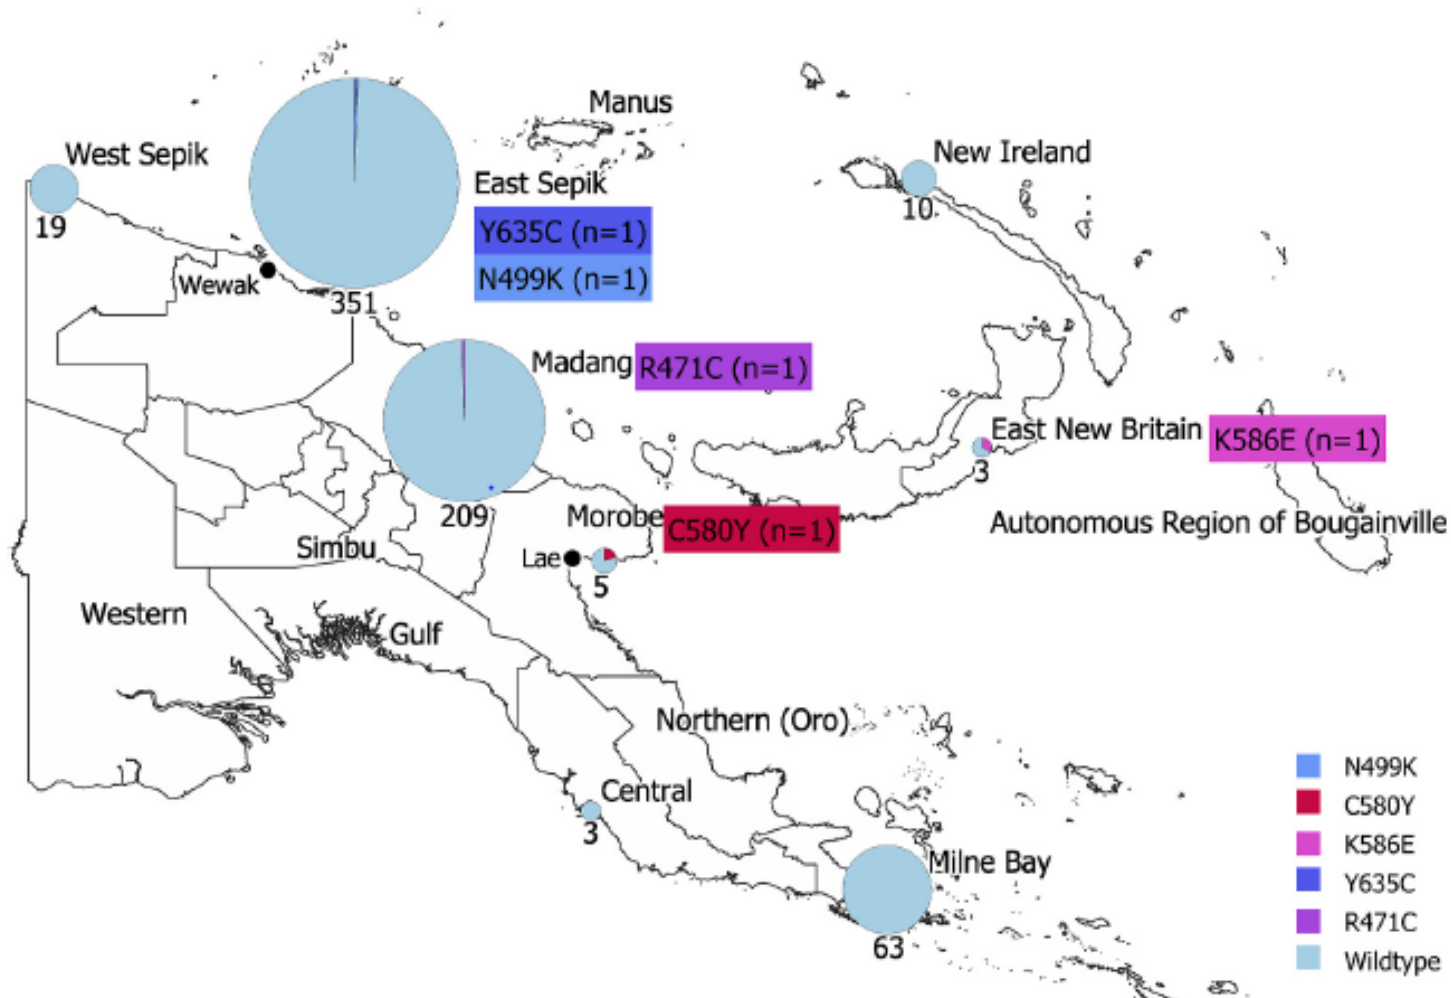 Manus
West Sepik
New Ireland
East Sepik
19
10
Y635C (n=1)
N499K (n=1)
Wewak
351
Madang
R471C (n=1)
East New Britain
K586E (n=1)
3
209
Morobe
C580Y (n=1)
Autonomous Region of Bougainville
Simbu
Lae
5
Western
Gulf
Northern (Oro)
Central
3
Milne Bay
63
N499K
C580Y
K586E
Y635C
R471C
Wildtype